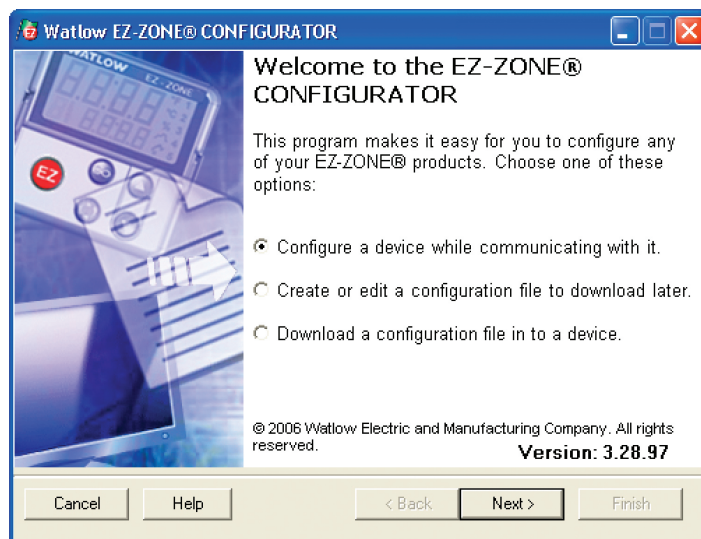 Watlow EZ-ZONE® CONFIGURATOR
WATLOW
EZ-ZONE
EZ
Welcome to the EZ-ZONE®
CONFIGURATOR
This program makes it easy for you to configure any
of your EZ-ZONE® products. Choose one of these
options:
Configure a device while communicating with it.
Create or edit a configuration file to download later.
Download a configuration file in to a device.
© 2006 Watlow Electric and Manufacturing Company. All rights
reserved.
Version: 3.28.97
Cancel
Help
< Back
Next >
Finish